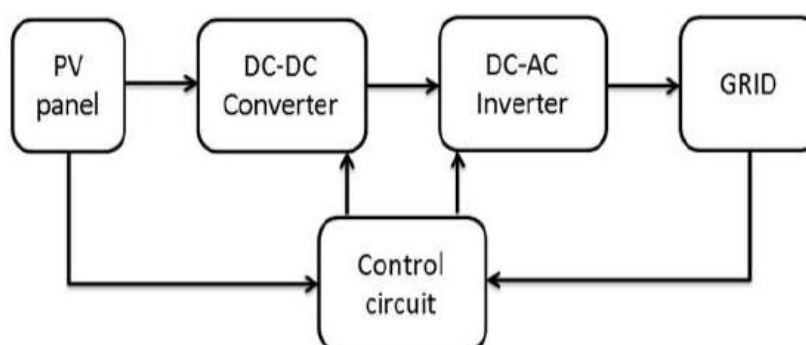 PV
panel
DC-DC
Converter
DC-AC
Inverter
GRID
Control
circuit